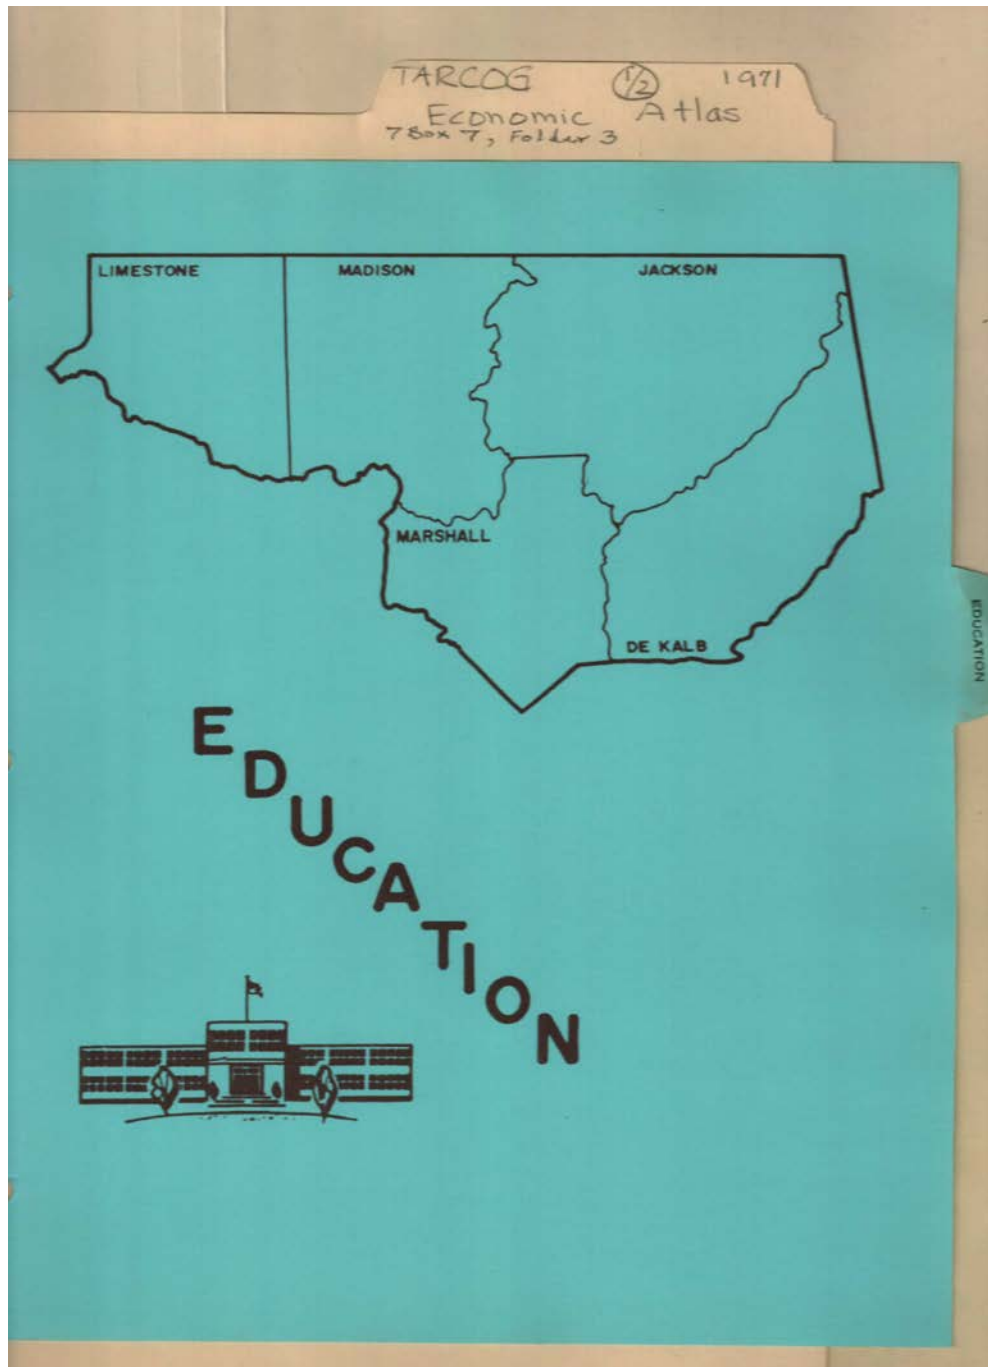 TARCOG 1/2 1971
Economic Atlas
7 Box 7, Folder 3
LIMESTONE MADISON JACKSON
MARSHALL
DE KALB
EDUCATION
EDUCATION